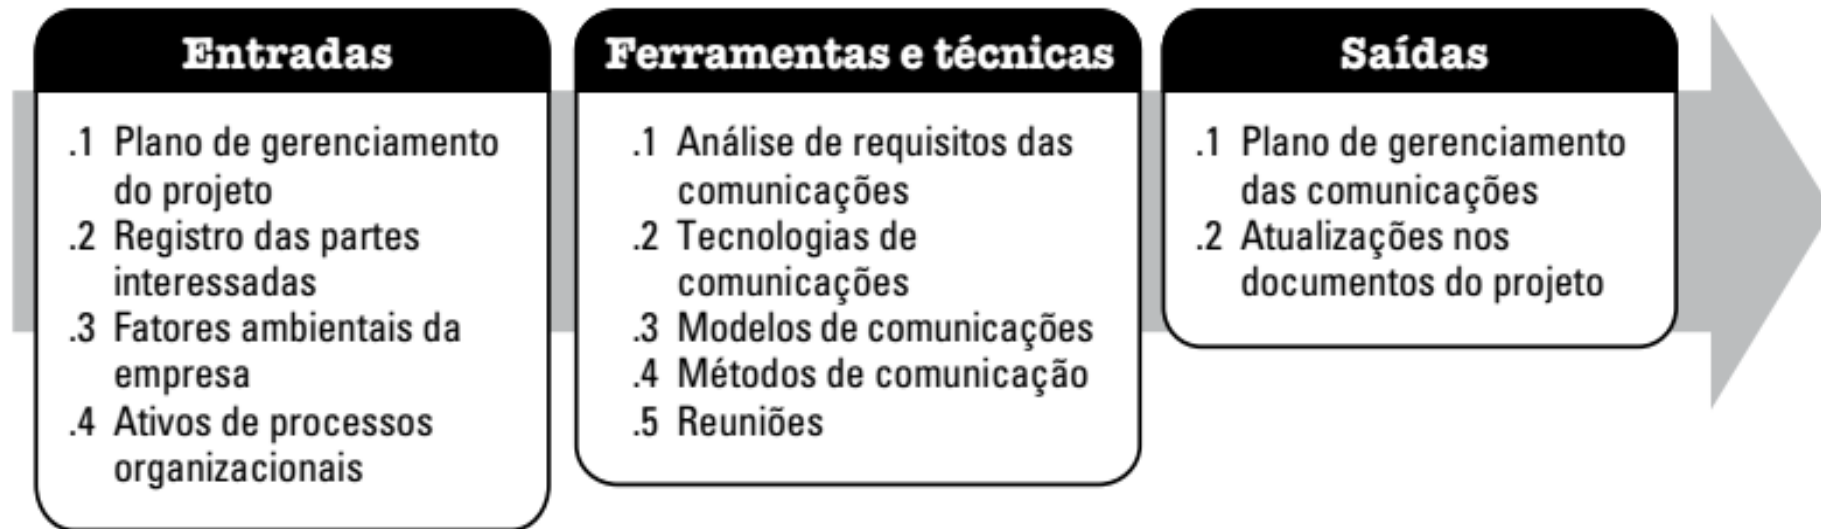 Entradas
.1 Plano de gerenciamento
do projeto
.2 Registro das partes
interessadas
.3 Fatores ambientais da
empresa
.4 Ativos de processos
organizacionais
Ferramentas e técnicas
.1 Análise de requisitos das
comunicações
.2 Tecnologias de
comunicações
.3 Modelos de comunicações
.4 Métodos de comunicação
.5 Reuniões
Saídas
.1 Plano de gerenciamento
das comunicações
.2 Atualizações nos
documentos do projeto